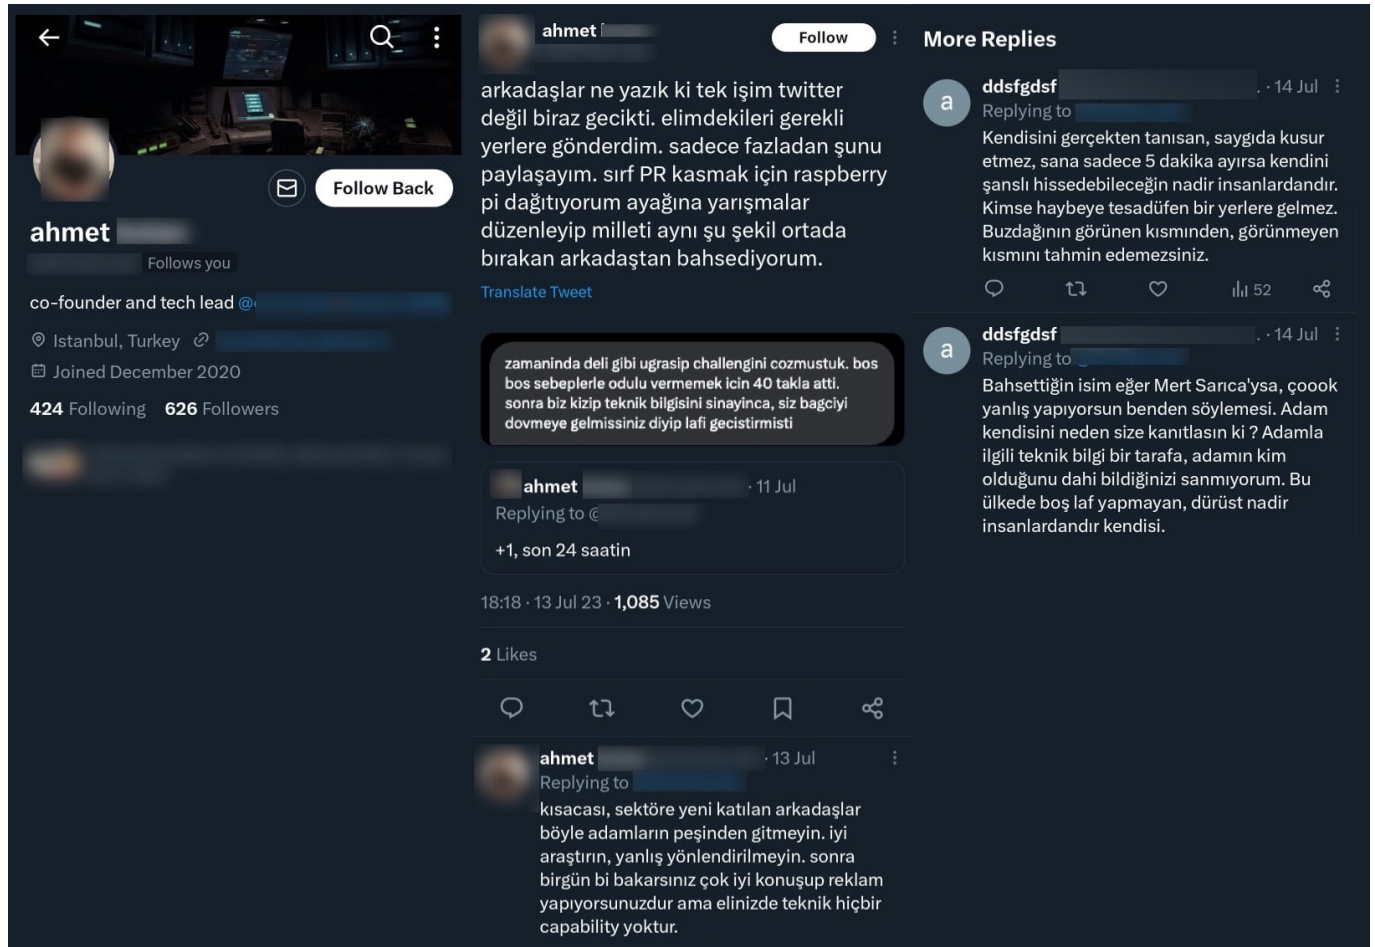 Follow Back
ahmet
Follows you
co-founder and tech lead @
Istanbul, Turkey
Joined December 2020
424 Following 626 Followers
ahmet
Follow
arkadaşlar ne yazık ki tek işim twitter
değil biraz gecikti. elimdekileri gerekli
yerlere gönderdim. sadece fazladan şunu
paylaşayım. sırf PR kasmak için raspberry
pi dağıtıyorum ayağına yarışmalar
düzenleyip milleti aynı şu şekil ortada
bırakan arkadaştan bahsediyorum.
Translate Tweet
zamaninda deli gibi ugrasip challengini cozmustuk. bos
bos sebeplerle odulu vermemek icin 40 takla atti.
sonra biz kizip teknik bilgisini sinayinca, siz bagciyi
dovmeye gelmissiniz diyip lafi gecistirmisti
ahmet · 11 Jul
Replying to @
+1, son 24 saatin
18:18 · 13 Jul 23 · 1,085 Views
2 Likes
ahmet · 13 Jul
Replying to
kısacası, sektöre yeni katılan arkadaşlar
böyle adamların peşinden gitmeyin. iyi
araştırın, yanlış yönlendirilmeyin. sonra
birgün bi bakarsınız çok iyi konuşup reklam
yapıyorsunuzdur ama elinizde teknik hiçbir
capability yoktur.
More Replies
a
ddsfgdsf . · 14 Jul
Replying to
Kendisini gerçekten tanısan, saygıda kusur
etmez, sana sadece 5 dakika ayırsa kendini
şanslı hissedebileceğin nadir insanlardandır.
Kimse haybeye tesadüfen bir yerlere gelmez.
Buzdağının görünen kısmından, görünmeyen
kısmını tahmin edemezsiniz.
52
a
ddsfgdsf . · 14 Jul
Replying to
Bahsettiğin isim eğer Mert Sarıca'ysa, çoook
yanlış yapıyorsun benden söylemesi. Adam
kendisini neden size kanıtlasın ki ? Adamla
ilgili teknik bilgi bir tarafa, adamın kim
olduğunu dahi bildiğinizi sanmıyorum. Bu
ülkede boş laf yapmayan, dürüst nadir
insanlardandır kendisi.